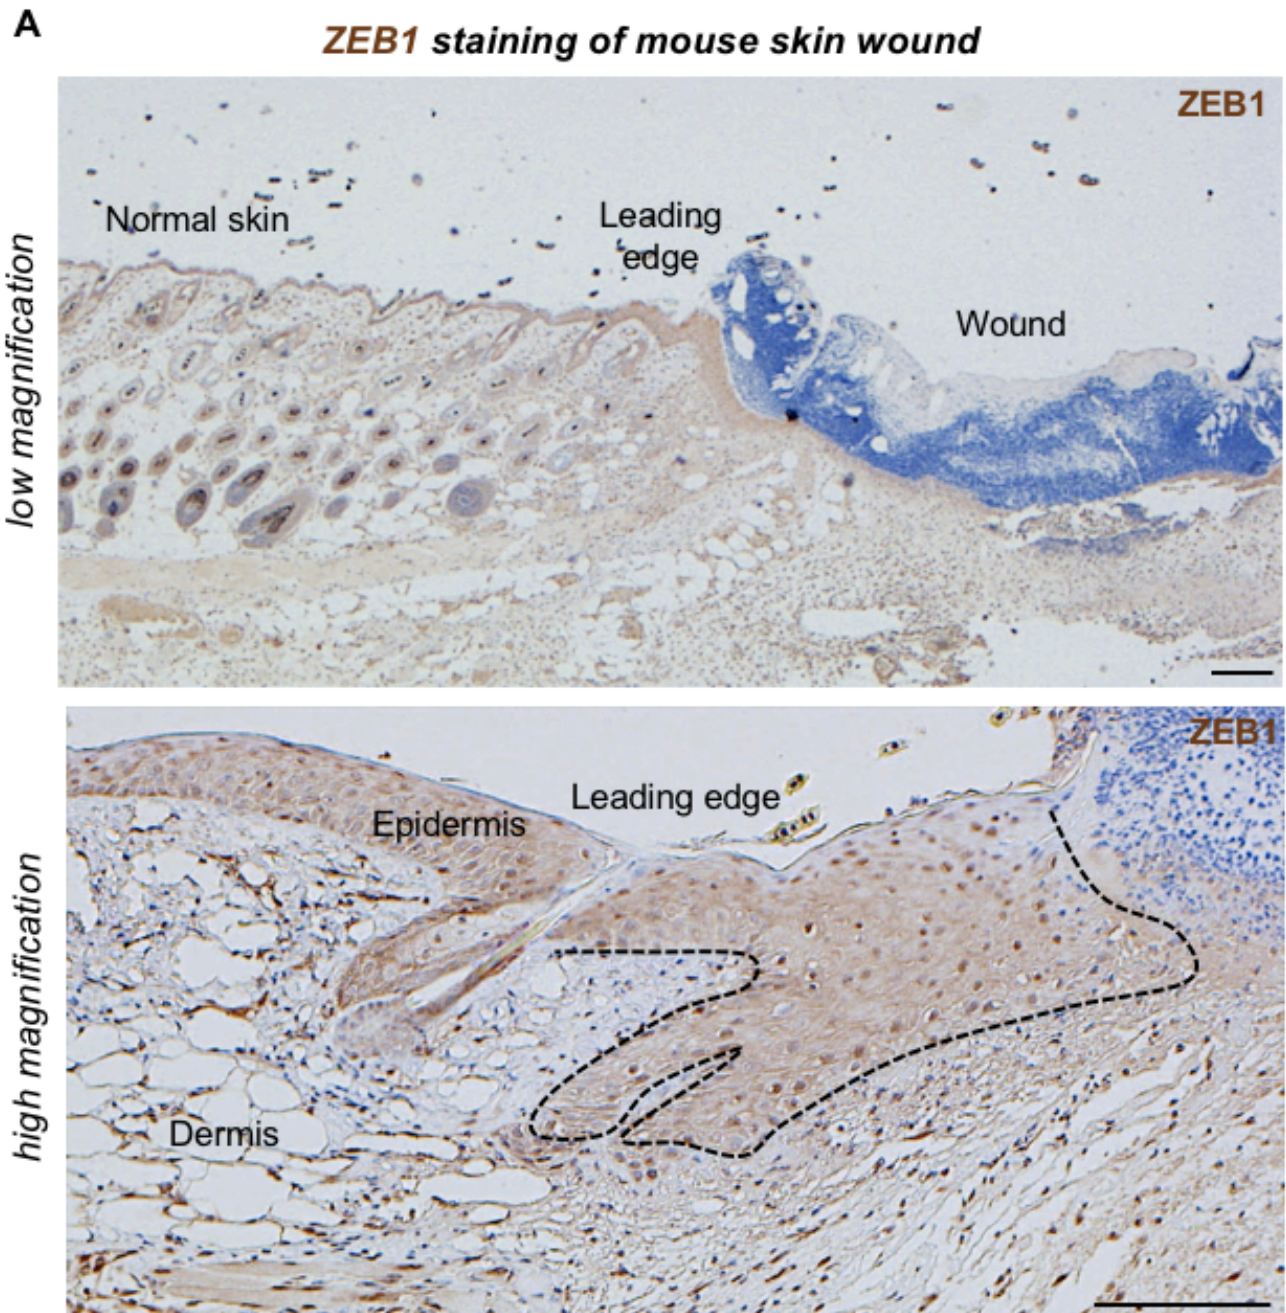 A
ZEB1 staining of mouse skin wound
low magnification
ZEB1
Normal skin
Leading
edge
Wound
high magnification
ZEB1
Leading edge
Epidermis
Dermis